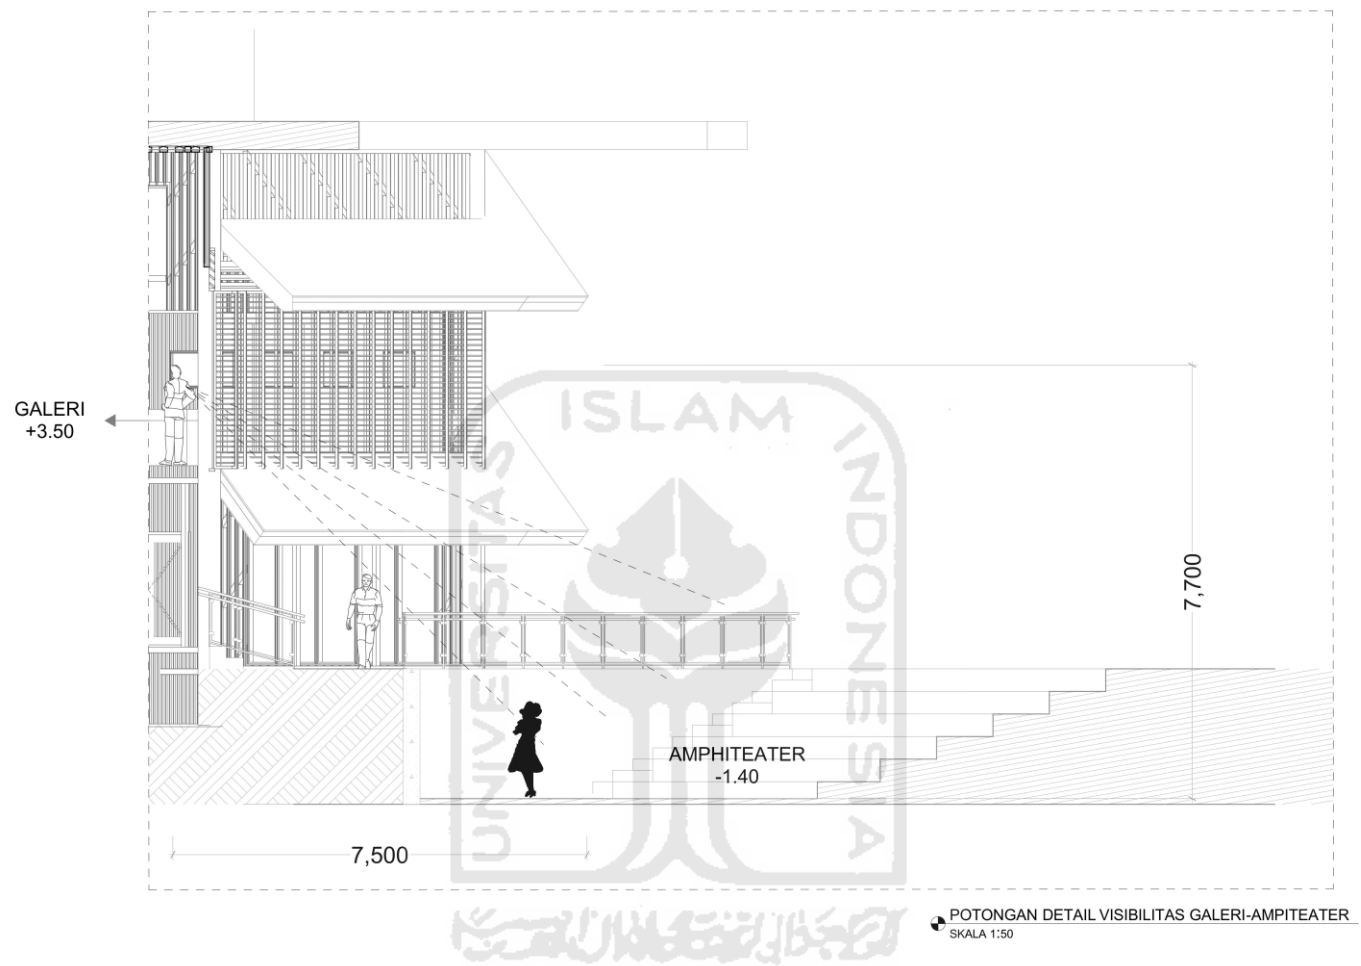 GALERI
+3.50
ISLAM
UNIVERSITAS
INDONESIA
7,700
AMPHITEATER
-1.40
7,500
POTONGAN DETAIL VISIBILITAS GALERI-AMPITEATER
SKALA 1:50